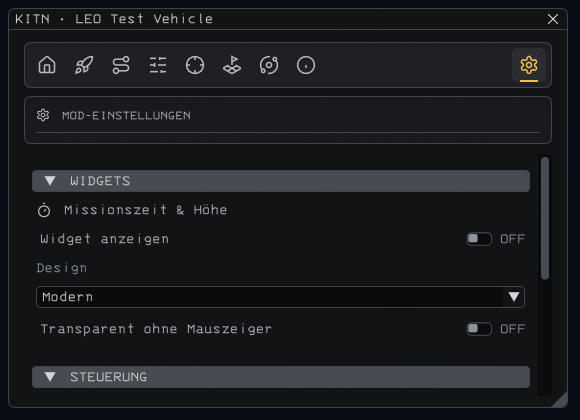 KITN · LEO Test Vehicle
MOD-EINSTELLUNGEN
WIDGETS
Missionszeit & Höhe
Widget anzeigen OFF
Design
Modern
Transparent ohne Mauszeiger OFF
STEUERUNG